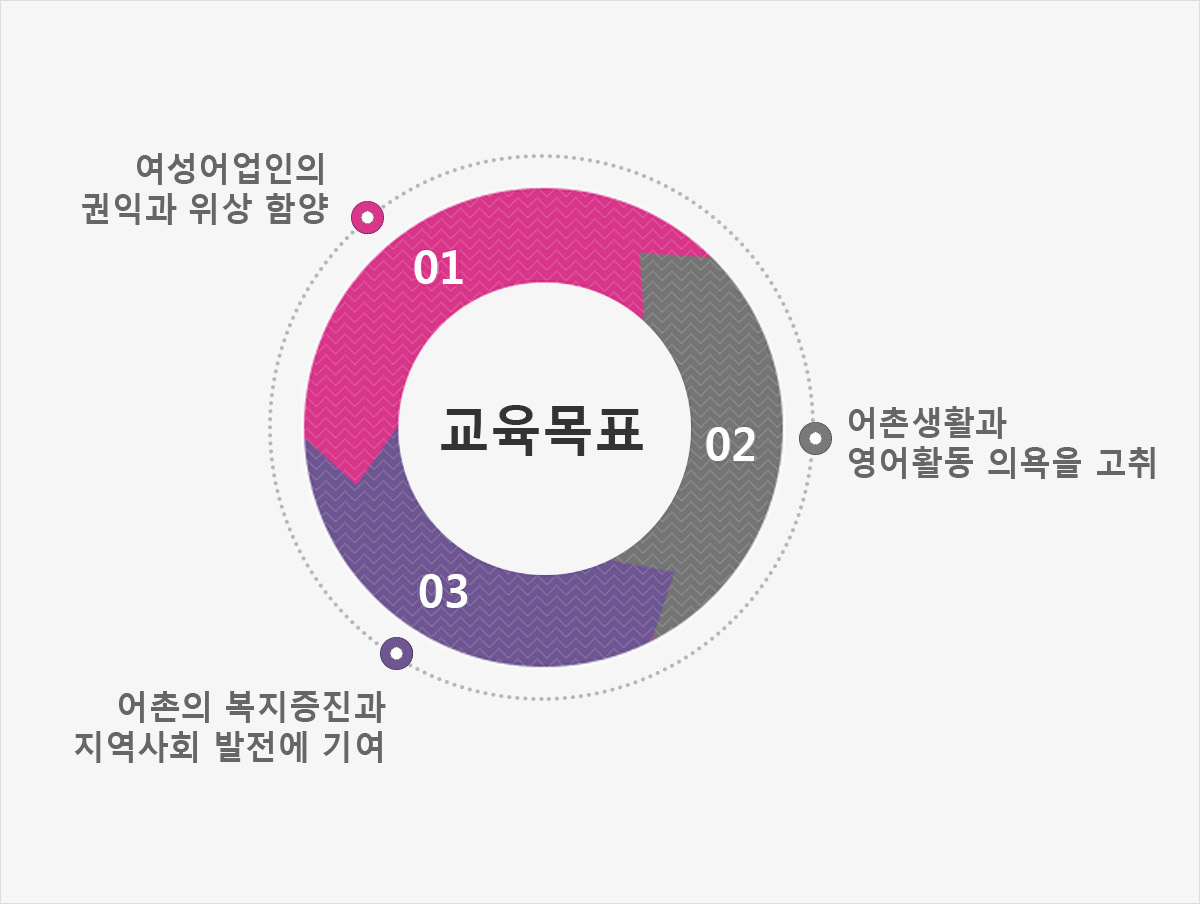 여성어업인의
권익과 위상 함양
01
교육목표
02
어촌생활과
영어활동 의욕을 고취
03
어촌의 복지증진과
지역사회 발전에 기여